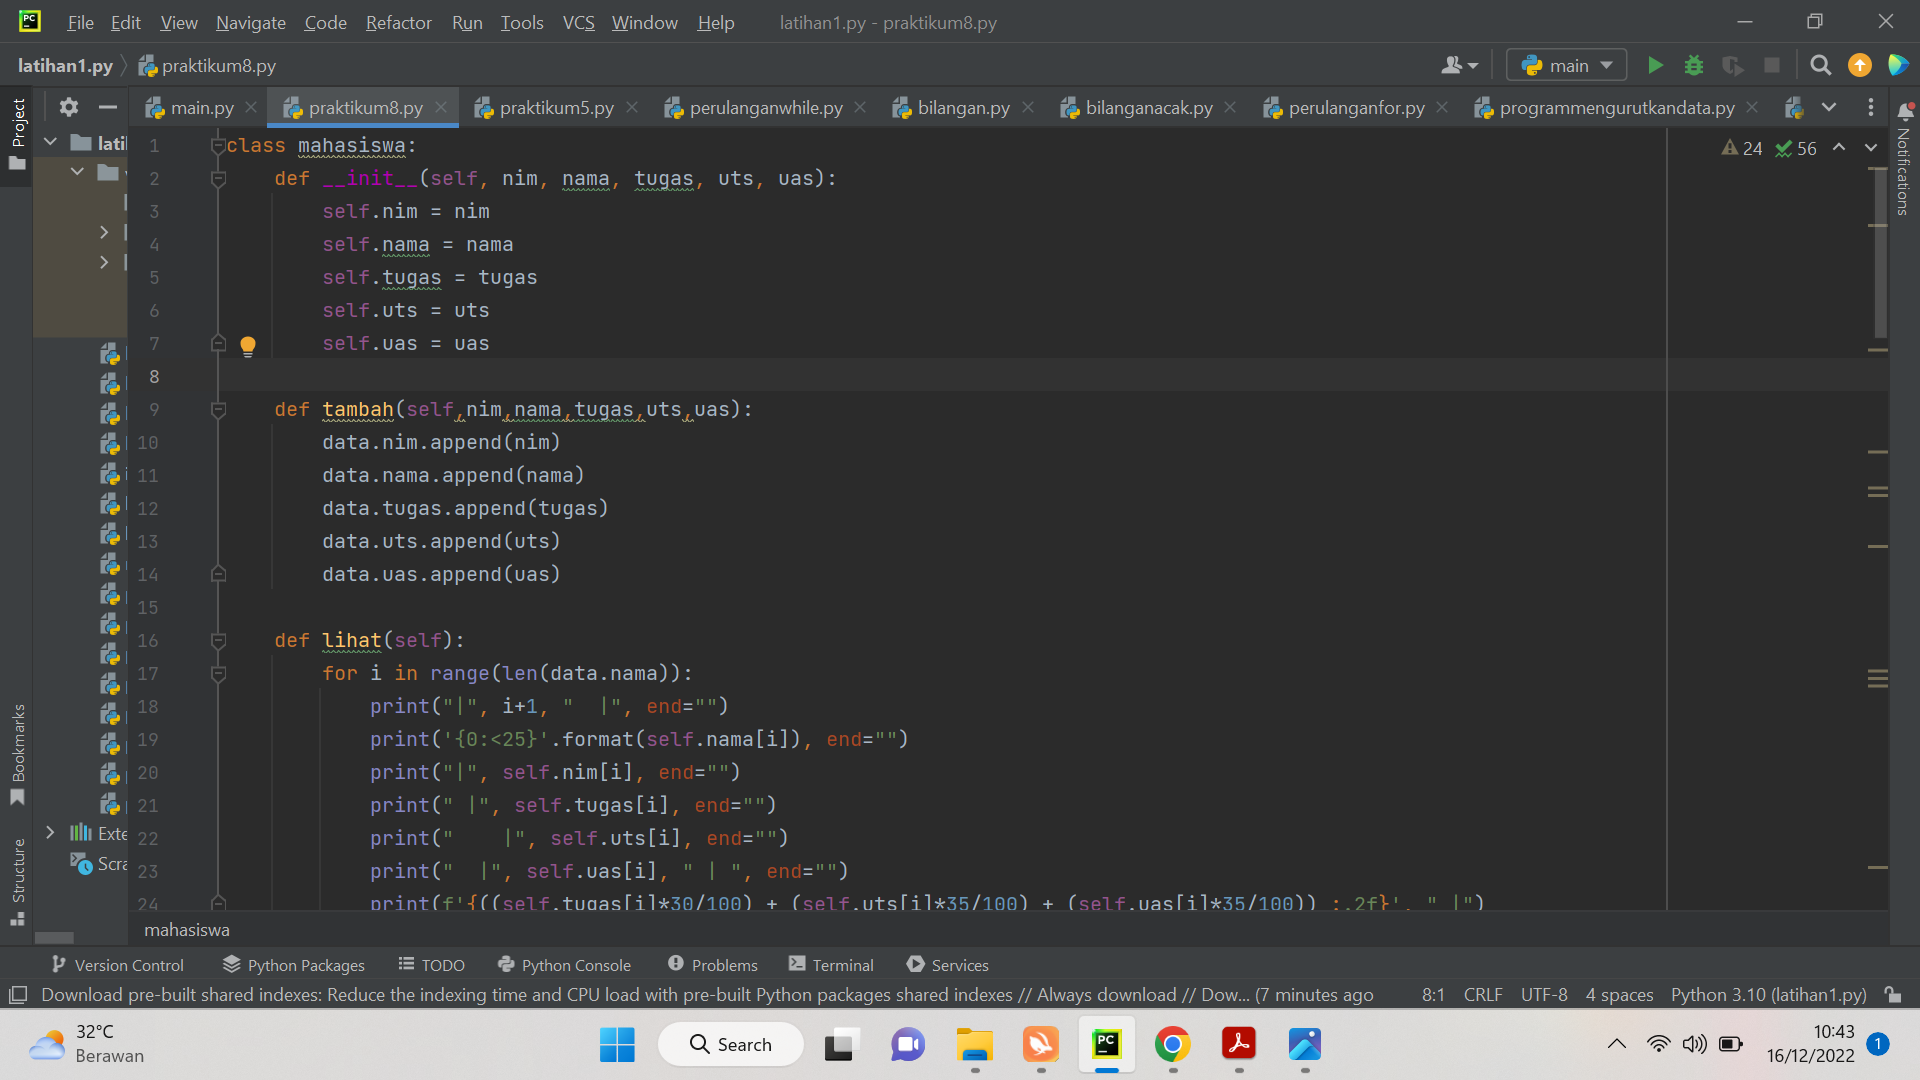 PC File Edit View Navigate Code Refactor Run Tools VCS Window Help latihan1.py - praktikum8.py
latihan1.py praktikum8.py main
main.py praktikum8.py praktikum5.py perulanganwhile.py bilangan.py bilanganacak.py perulanganfor.py programmengurutkandata.py
Project
Notifications
24 56
1 class mahasiswa:
2 def __init__(self, nim, nama, tugas, uts, uas):
3 self.nim = nim
4 self.nama = nama
5 self.tugas = tugas
6 self.uts = uts
7 self.uas = uas
8
9 def tambah(self,nim,nama,tugas,uts,uas):
10 data.nim.append(nim)
11 data.nama.append(nama)
12 data.tugas.append(tugas)
13 data.uts.append(uts)
14 data.uas.append(uas)
15
16 def lihat(self):
17 for i in range(len(data.nama)):
18 print("|", i+1, "  |", end="")
19 print('{0:<25}'.format(self.nama[i]), end="")
20 print("|", self.nim[i], end="")
21 print(" |", self.tugas[i], end="")
22 print("    |", self.uts[i], end="")
23 print("  |", self.uas[i], " | ", end="")
24 print(f'{((self.tugas[i]*30/100) + (self.uts[i]*35/100) + (self.uas[i]*35/100)) :.2f}', " |")
lati
Exte
Scra
Bookmarks
Structure
mahasiswa
Version Control Python Packages TODO Python Console Problems Terminal Services
Download pre-built shared indexes: Reduce the indexing time and CPU load with pre-built Python packages shared indexes // Always download // Dow... (7 minutes ago 8:1 CRLF UTF-8 4 spaces Python 3.10 (latihan1.py)
32°C
Berawan
Search
PC
10:43
16/12/2022
1